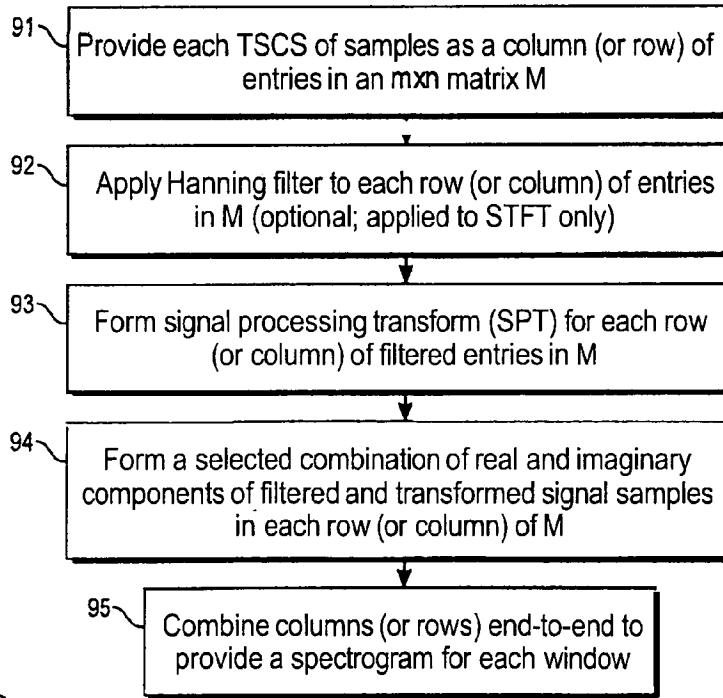 91
Provide each TSCS of samples as a column (or row) of
entries in an mxn matrix M
92
Apply Hanning filter to each row (or column) of entries
in M (optional; applied to STFT only)
93
Form signal processing transform (SPT) for each row
(or column) of filtered entries in M
94
Form a selected combination of real and imaginary
components of filtered and transformed signal samples
in each row (or column) of M
95
Combine columns (or rows) end-to-end to
provide a spectrogram for each window